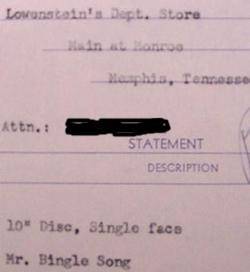 Lowenstein's Dept. Store
Main at Monroe
Memphis, Tennessee
Attn.:
STATEMENT
DESCRIPTION
10" Disc, Single face
Mr. Bingle Song